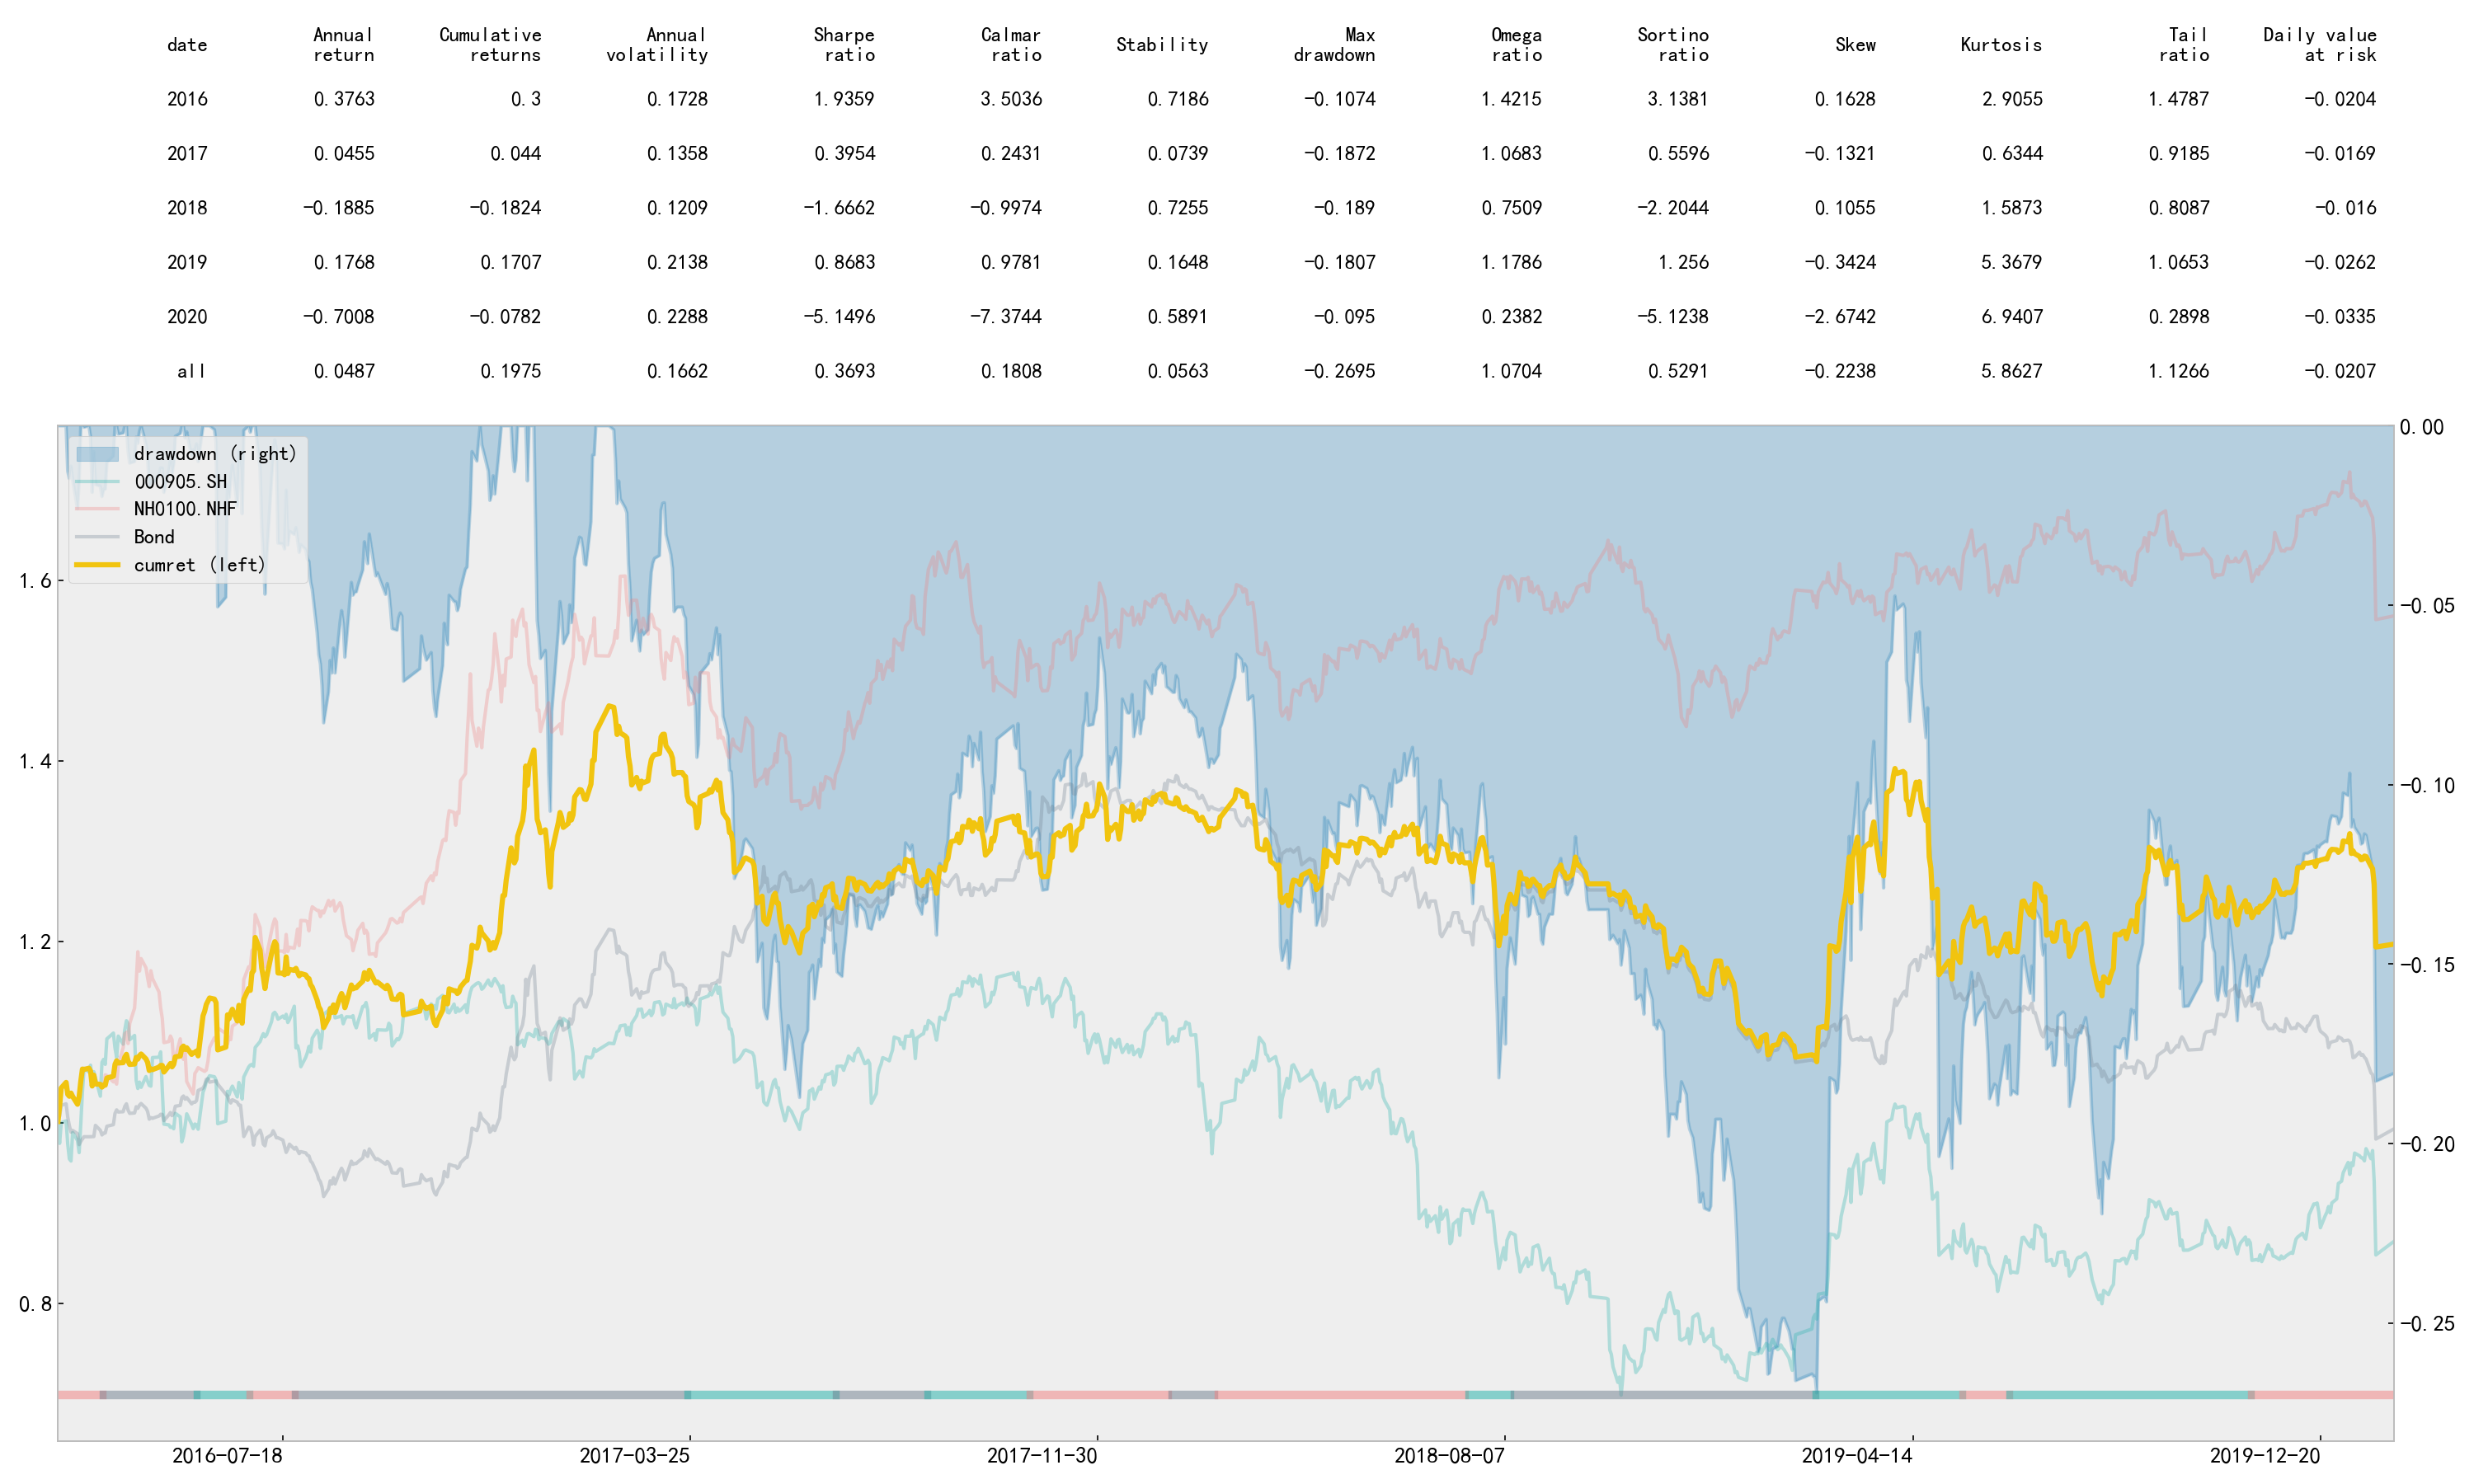 date Annual return Cumulative returns Annual volatility Sharpe ratio Calmar ratio Stability Max drawdown Omega ratio Sortino ratio Skew Kurtosis Tail ratio Daily value at risk
2016 0.3763 0.3 0.1728 1.9359 3.5036 0.7186 −0.1074 1.4215 3.1381 0.1628 2.9055 1.4787 −0.0204
2017 0.0455 0.044 0.1358 0.3954 0.2431 0.0739 −0.1872 1.0683 0.5596 −0.1321 0.6344 0.9185 −0.0169
2018 −0.1885 −0.1824 0.1209 −1.6662 −0.9974 0.7255 −0.189 0.7509 −2.2044 0.1055 1.5873 0.8087 −0.016
2019 0.1768 0.1707 0.2138 0.8683 0.9781 0.1648 −0.1807 1.1786 1.256 −0.3424 5.3679 1.0653 −0.0262
2020 −0.7008 −0.0782 0.2288 −5.1496 −7.3744 0.5891 −0.095 0.2382 −5.1238 −2.6742 6.9407 0.2898 −0.0335
all 0.0487 0.1975 0.1662 0.3693 0.1808 0.0563 −0.2695 1.0704 0.5291 −0.2238 5.8627 1.1266 −0.0207
drawdown (right)
000905.SH
NH0100.NHF
Bond
cumret (left)
1.6
1.4
1.2
1.0
0.8
0.00
−0.05
−0.10
−0.15
−0.20
−0.25
2016-07-18 2017-03-25 2017-11-30 2018-08-07 2019-04-14 2019-12-20